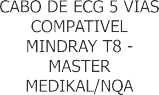 CABO DE ECG 5 VIAS
COMPATIVEL
MINDRAY T8 -
MASTER
MEDIKAL/NQA